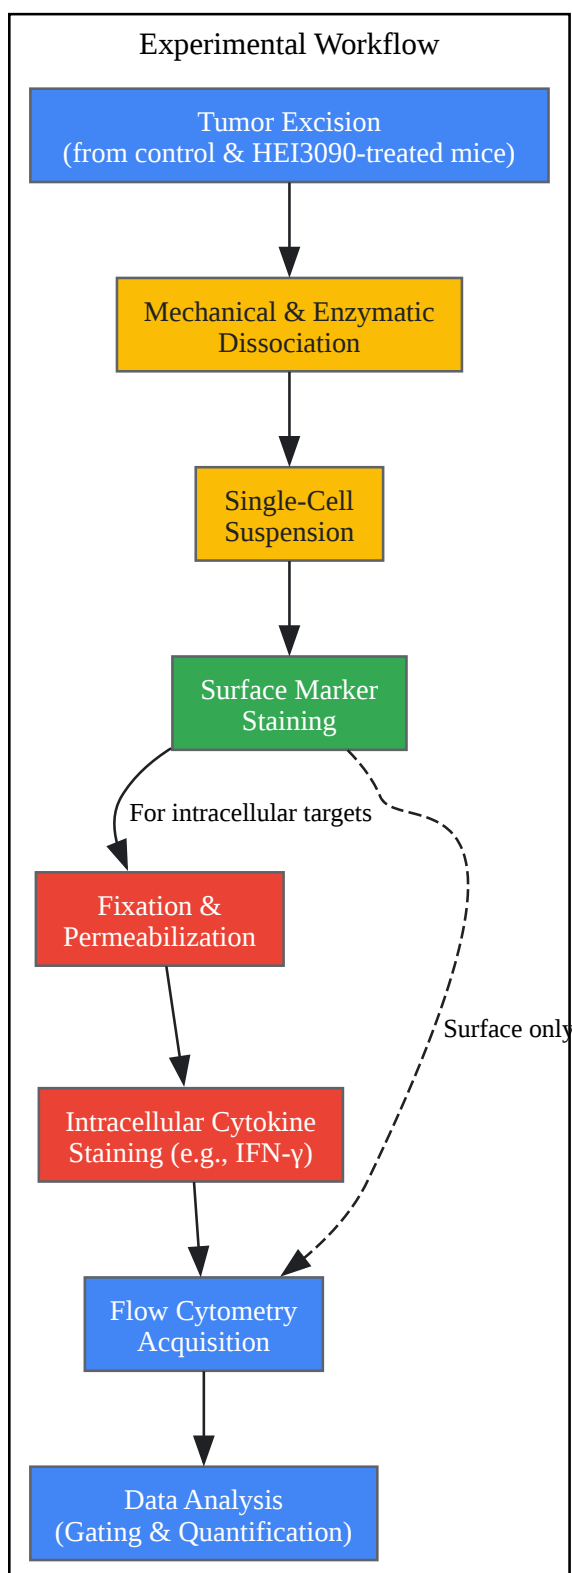 Experimental Workflow
Tumor Excision
(from control & HEI3090-treated mice)
Mechanical & Enzymatic
Dissociation
Single-Cell
Suspension
Surface Marker
Staining
For intracellular targets
Fixation &
Permeabilization
Surface only
Intracellular Cytokine
Staining (e.g., IFN-γ)
Flow Cytometry
Acquisition
Data Analysis
(Gating & Quantification)